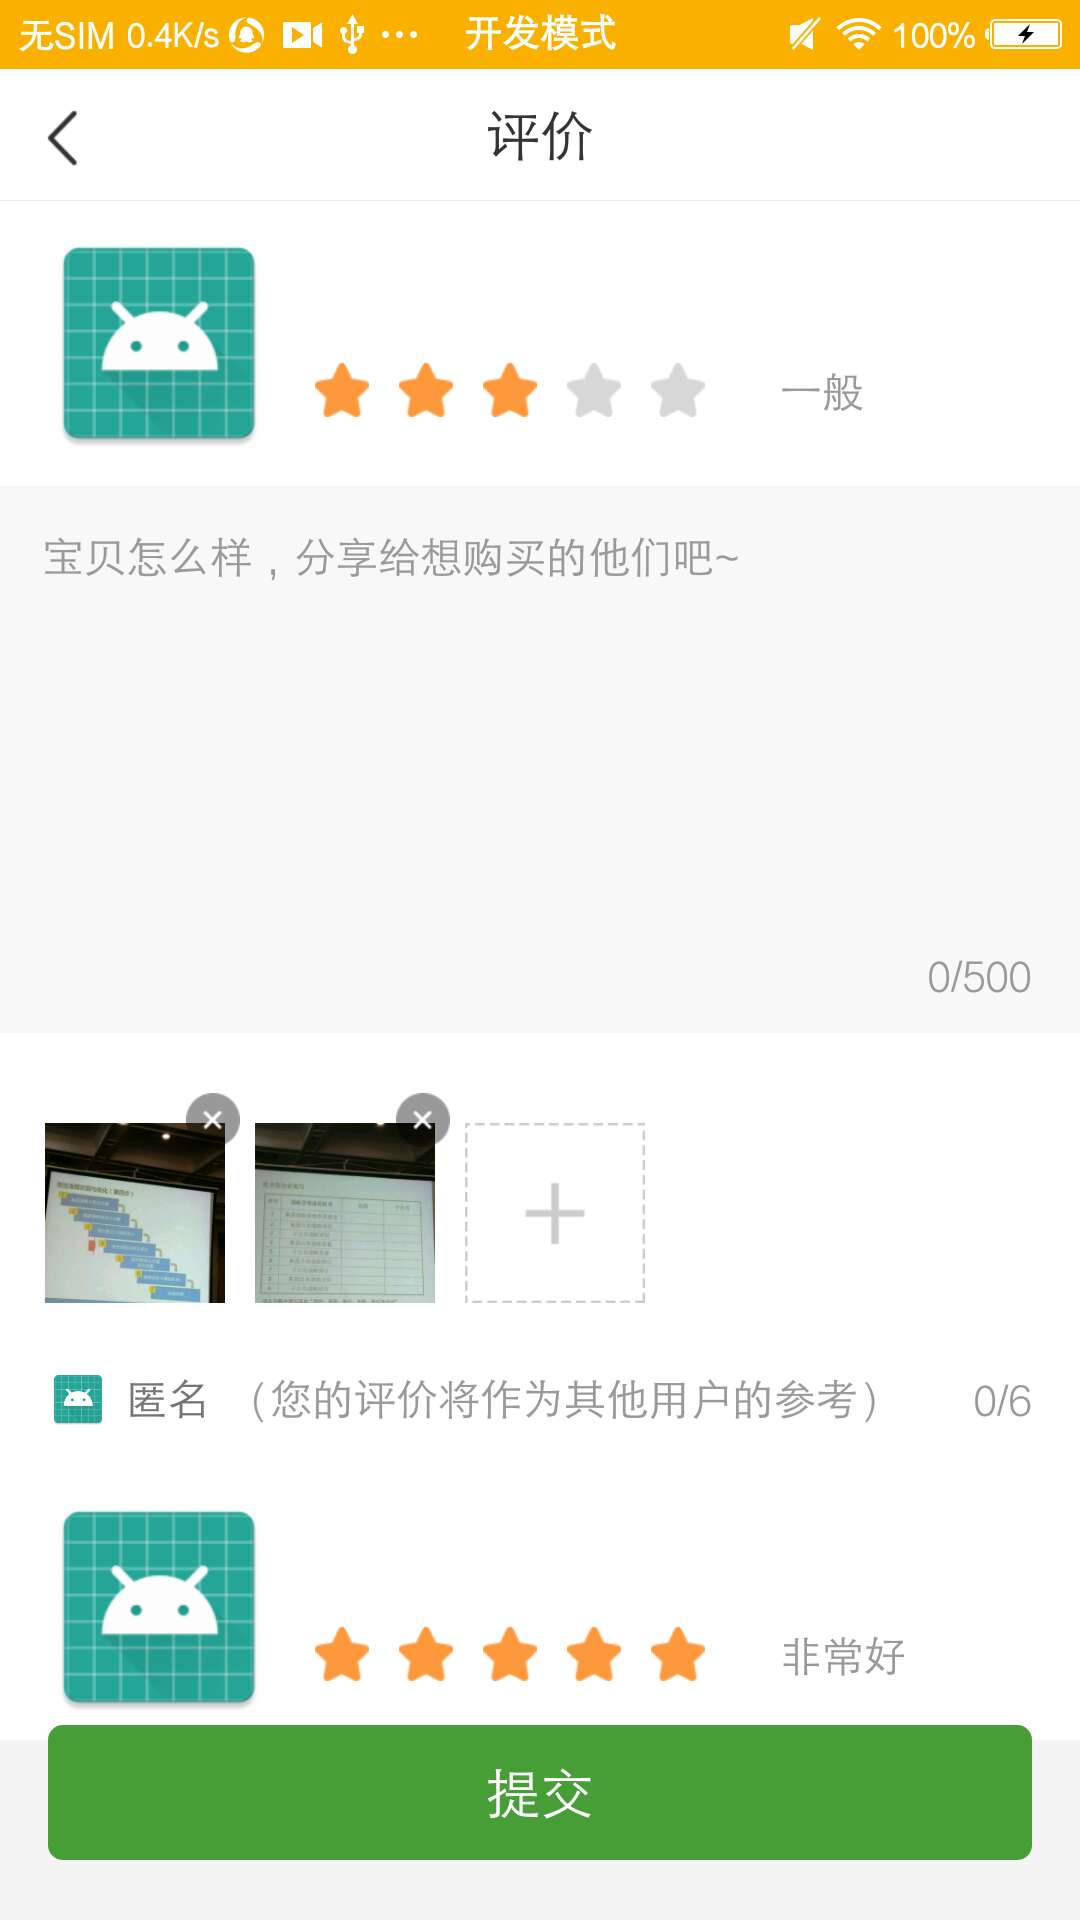 无SIM 0.4K/s 开发模式 100%
评价
一般
宝贝怎么样，分享给想购买的他们吧~
0/500
匿名 （您的评价将作为其他用户的参考） 0/6
非常好
提交